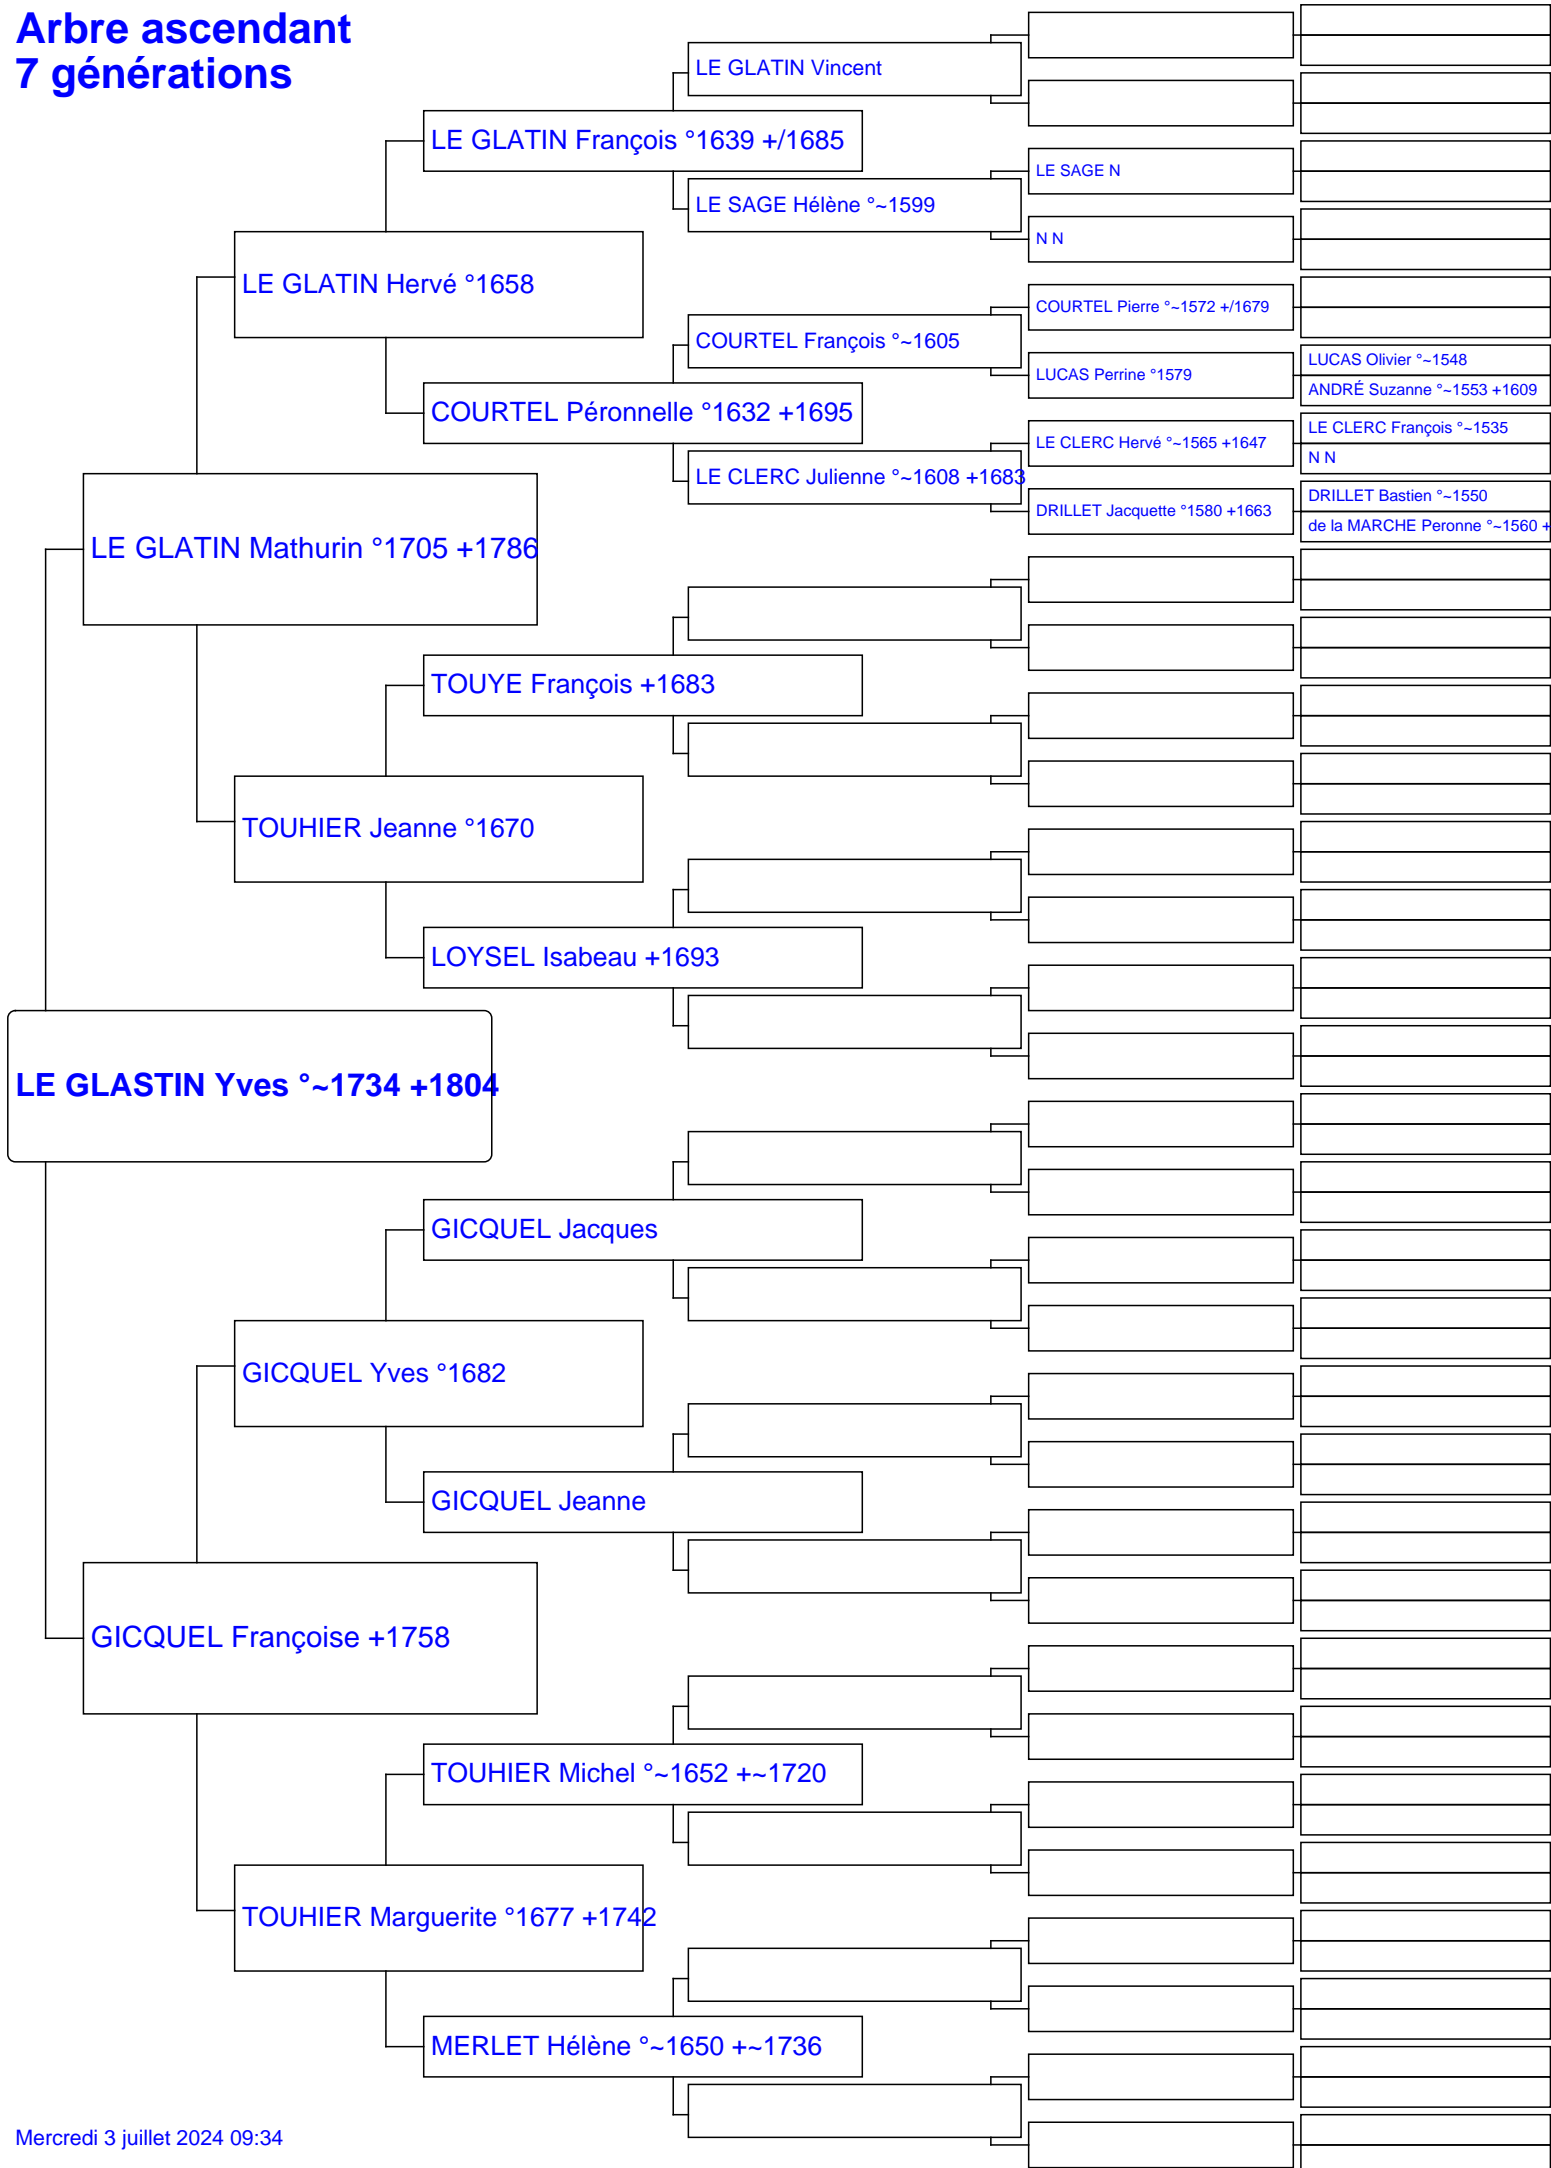 Arbre ascendant
7 générations
LE GLATIN Vincent
LE GLATIN François °1639 +/1685
LE SAGE N
LE SAGE Hélène °~1599
N N
LE GLATIN Hervé °1658
COURTEL Pierre °~1572 +/1679
COURTEL François °~1605
LUCAS Olivier °~1548
LUCAS Perrine °1579
ANDRÉ Suzanne °~1553 +1609
COURTEL Péronnelle °1632 +1695
LE CLERC François °~1535
LE CLERC Hervé °~1565 +1647
N N
LE CLERC Julienne °~1608 +1683
DRILLET Bastien °~1550
DRILLET Jacquette °1580 +1663
de la MARCHE Peronne °~1560 +
LE GLATIN Mathurin °1705 +1786
TOUYE François +1683
TOUHIER Jeanne °1670
LOYSEL Isabeau +1693
LE GLASTIN Yves °~1734 +1804
GICQUEL Jacques
GICQUEL Yves °1682
GICQUEL Jeanne
GICQUEL Françoise +1758
TOUHIER Michel °~1652 +~1720
TOUHIER Marguerite °1677 +1742
MERLET Hélène °~1650 +~1736
Mercredi 3 juillet 2024 09:34